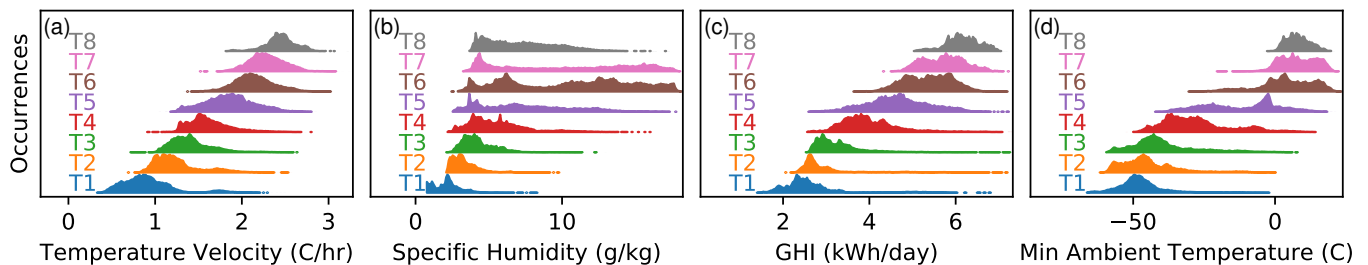 Occurrences
(a)
T8
T7
T6
T5
T4
T3
T2
T1
0 1 2 3
Temperature Velocity (C/hr)
(b)
T8
T7
T6
T5
T4
T3
T2
T1
0 10
Specific Humidity (g/kg)
(c)
T8
T7
T6
T5
T4
T3
T2
T1
2 4 6
GHI (kWh/day)
(d)
T8
T7
T6
T5
T4
T3
T2
T1
−50 0
Min Ambient Temperature (C)